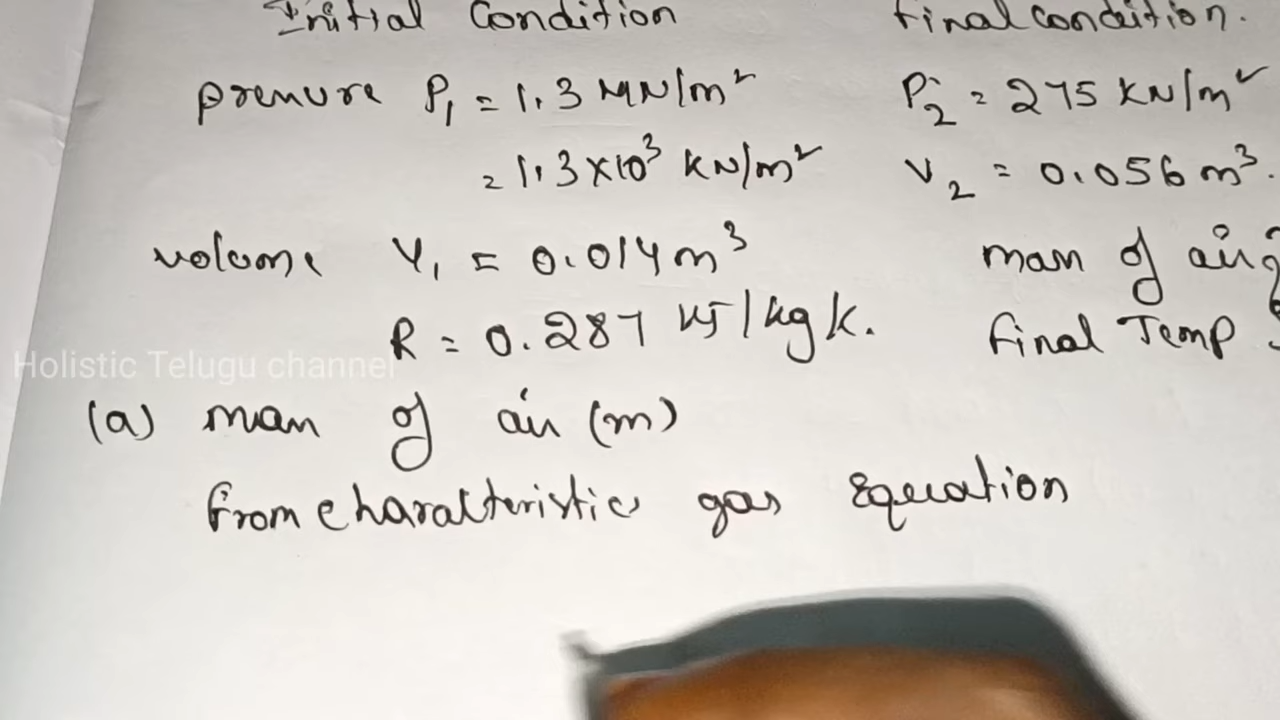 Initial Condition final condition.
pressure P₁ = 1.3 MN/m² P₂ = 275 KN/m²
= 1.3×10³ KN/m² V₂ = 0.056 m³.
volume V₁ = 0.014 m³ mass of air
R = 0.287 KJ/kg K. final Temp
Holistic Telugu channel
(a) mass of air (m)
from characteristic gas Equation